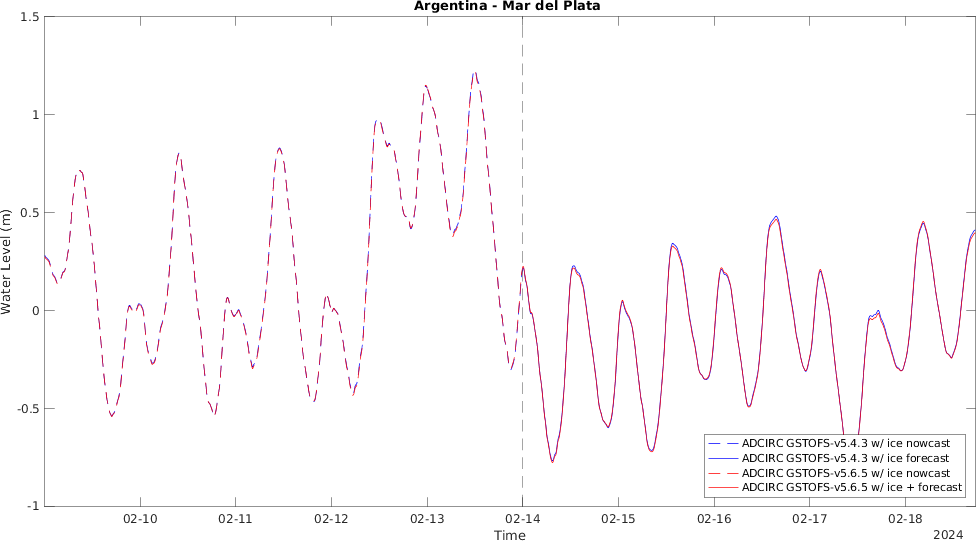 Argentina - Mar del Plata
1.5
1
0.5
0
-0.5
-1
Water Level (m)
ADCIRC GSTOFS-v5.4.3 w/ ice nowcast
ADCIRC GSTOFS-v5.4.3 w/ ice forecast
ADCIRC GSTOFS-v5.6.5 w/ ice nowcast
ADCIRC GSTOFS-v5.6.5 w/ ice + forecast
02-10 02-11 02-12 02-13 02-14 02-15 02-16 02-17 02-18
Time
2024